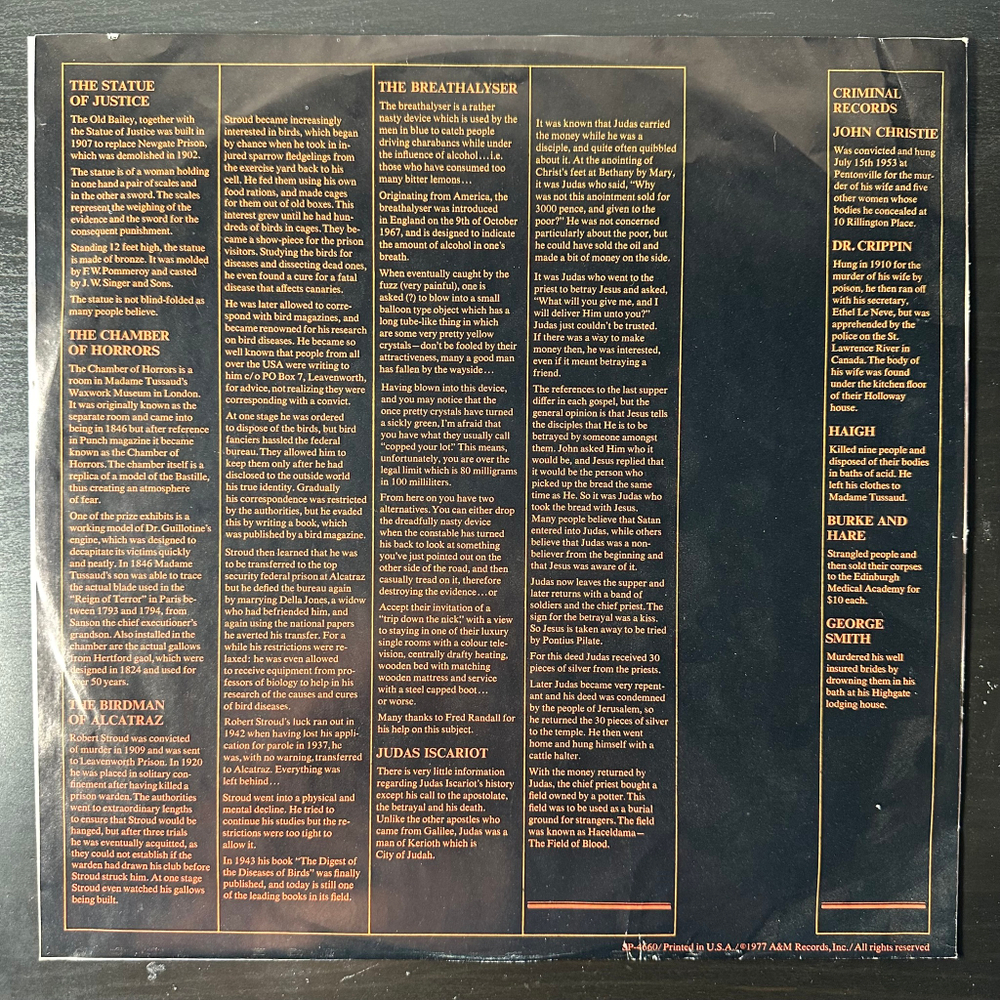 THE STATUE
OF JUSTICE
The Old Bailey, together with
the Statue of Justice was built in
1907 to replace Newgate Prison,
which was demolished in 1902.
The statue is of a woman holding
in one hand a pair of scales and
in the other a sword. The scales
represent the weighing of the
evidence and the sword for the
consequent punishment.
Standing 12 feet high, the statue
is made of bronze. It was molded
by F.W. Pommeroy and casted
by J.W. Singer and Sons.
The statue is not blind-folded as
many people believe.
THE CHAMBER
OF HORRORS
The Chamber of Horrors is a
room in Madame Tussaud's
Waxwork Museum in London.
It was originally known as the
separate room and came into
being in 1846 but after reference
in Punch magazine it became
known as the Chamber of
Horrors. The chamber itself is a
replica of a model of the Bastille,
thus creating an atmosphere
of fear.
One of the prize exhibits is a
working model of Dr. Guillotine's
engine, which was designed to
decapitate its victims quickly
and neatly. In 1846 Madame
Tussaud's son was able to trace
the actual blade used in the
"Reign of Terror" in Paris be-
tween 1793 and 1794, from
Sanson the chief executioner's
grandson. Also installed in the
chamber are the actual gallows
from Hertford gaol, which were
designed in 1824 and used for
over 50 years.
THE BIRDMAN
OF ALCATRAZ
Robert Stroud was convicted
of murder in 1909 and was sent
to Leavenworth Prison. In 1920
he was placed in solitary con-
finement after having killed a
prison warden. The authorities
went to extraordinary lengths
to ensure that Stroud would be
hanged, but after three trials
he was eventually acquitted, as
they could not establish if the
warden had drawn his club before
Stroud struck him. At one stage
Stroud even watched his gallows
being built.
Stroud became increasingly
interested in birds, which began
by chance when he took in in-
jured sparrow fledgelings from
the exercise yard back to his
cell. He fed them using his own
food rations, and made cages
for them out of old boxes. This
interest grew until he had hun-
dreds of birds in cages. They be-
came a show-piece for the prison
visitors. Studying the birds for
diseases and dissecting dead ones,
he even found a cure for a fatal
disease that affects canaries.
He was later allowed to corre-
spond with bird magazines, and
became renowned for his research
on bird diseases. He became so
well known that people from all
over the USA were writing to
him c/o PO Box 7, Leavenworth,
for advice, not realizing they were
corresponding with a convict.
At one stage he was ordered
to dispose of the birds, but bird
fanciers hassled the federal
bureau. They allowed him to
keep them only after he had
disclosed to the outside world
his true identity. Gradually
his correspondence was restricted
by the authorities, but he evaded
this by writing a book, which
was published by a bird magazine.
Stroud then learned that he was
to be transferred to the top
security federal prison at Alcatraz
but he defied the bureau again
by marrying Della Jones, a widow
who had befriended him, and
again using the national papers
he averted his transfer. For a
while his restrictions were re-
laxed: he was even allowed
to receive equipment from pro-
fessors of biology to help in his
research of the causes and cures
of bird diseases.
Robert Stroud's luck ran out in
1942 when having lost his appli-
cation for parole in 1937, he
was, with no warning, transferred
to Alcatraz. Everything was
left behind...
Stroud went into a physical and
mental decline. He tried to
continue his studies but the re-
strictions were too tight to
allow it.
In 1943 his book "The Digest of
the Diseases of Birds" was finally
published, and today is still one
of the leading books in its field.
THE BREATHALYSER
The breathalyser is a rather
nasty device which is used by the
men in blue to catch people
driving charabancs while under
the influence of alcohol...i.e.
those who have consumed too
many bitter lemons...
Originating from America, the
breathalyser was introduced
in England on the 9th of October
1967, and is designed to indicate
the amount of alcohol in one's
breath.
When eventually caught by the
fuzz (very painful), one is
asked (?) to blow into a small
balloon type object which has a
long tube-like thing in which
are some very pretty yellow
crystals—don't be fooled by their
attractiveness, many a good man
has fallen by the wayside...
Having blown into this device,
and you may notice that the
once pretty crystals have turned
a sickly green, I'm afraid that
you have what they usually call
"copped your lot." This means,
unfortunately, you are over the
legal limit which is 80 milligrams
in 100 milliliters.
From here on you have two
alternatives. You can either drop
the dreadfully nasty device
when the constable has turned
his back to look at something
you've just pointed out on the
other side of the road, and then
casually tread on it, therefore
destroying the evidence...or
Accept their invitation of a
"trip down the nick," with a view
to staying in one of their luxury
single rooms with a colour tele-
vision, centrally drafty heating,
wooden bed with matching
wooden mattress and service
with a steel capped boot...
or worse.
Many thanks to Fred Randall for
his help on this subject.
JUDAS ISCARIOT
There is very little information
regarding Judas Iscariot's history
except his call to the apostolate,
the betrayal and his death.
Unlike the other apostles who
came from Galilee, Judas was a
man of Kerioth which is
City of Judah.
It was known that Judas carried
the money while he was a
disciple, and quite often quibbled
about it. At the anointing of
Christ's feet at Bethany by Mary,
it was Judas who said, "Why
was not this anointment sold for
3000 pence, and given to the
poor?" He was not concerned
particularly about the poor, but
he could have sold the oil and
made a bit of money on the side.
It was Judas who went to the
priest to betray Jesus and asked,
"What will you give me, and I
will deliver Him unto you?"
Judas just couldn't be trusted.
If there was a way to make
money then, he was interested,
even if it meant betraying a
friend.
The references to the last supper
differ in each gospel, but the
general opinion is that Jesus tells
the disciples that He is to be
betrayed by someone amongst
them. John asked Him who it
would be, and Jesus replied that
it would be the person who
picked up the bread the same
time as He. So it was Judas who
took the bread with Jesus.
Many people believe that Satan
entered into Judas, while others
believe that Judas was a non-
believer from the beginning and
that Jesus was aware of it.
Judas now leaves the supper and
later returns with a band of
soldiers and the chief priest. The
sign for the betrayal was a kiss.
So Jesus is taken away to be tried
by Pontius Pilate.
For this deed Judas received 30
pieces of silver from the priests.
Later Judas became very repent-
ant and his deed was condemned
by the people of Jerusalem, so
he returned the 30 pieces of silver
to the temple. He then went
home and hung himself with a
cattle halter.
With the money returned by
Judas, the chief priest bought a
field owned by a potter. This
field was to be used as a burial
ground for strangers. The field
was known as Haceldama—
The Field of Blood.
CRIMINAL
RECORDS
JOHN CHRISTIE
Was convicted and hung
July 15th 1953 at
Pentonville for the mur-
der of his wife and five
other women whose
bodies he concealed at
10 Rillington Place.
DR. CRIPPIN
Hung in 1910 for the
murder of his wife by
poison, he then ran off
with his secretary,
Ethel Le Neve, but was
apprehended by the
police on the St.
Lawrence River in
Canada. The body of
his wife was found
under the kitchen floor
of their Holloway
house.
HAIGH
Killed nine people and
disposed of their bodies
in baths of acid. He
left his clothes to
Madame Tussaud.
BURKE AND
HARE
Strangled people and
then sold their corpses
to the Edinburgh
Medical Academy for
$10 each.
GEORGE
SMITH
Murdered his well
insured brides by
drowning them in his
bath at his Highgate
lodging house.
SP-4660/Printed in U.S.A./℗1977 A&M Records, Inc./All rights reserved